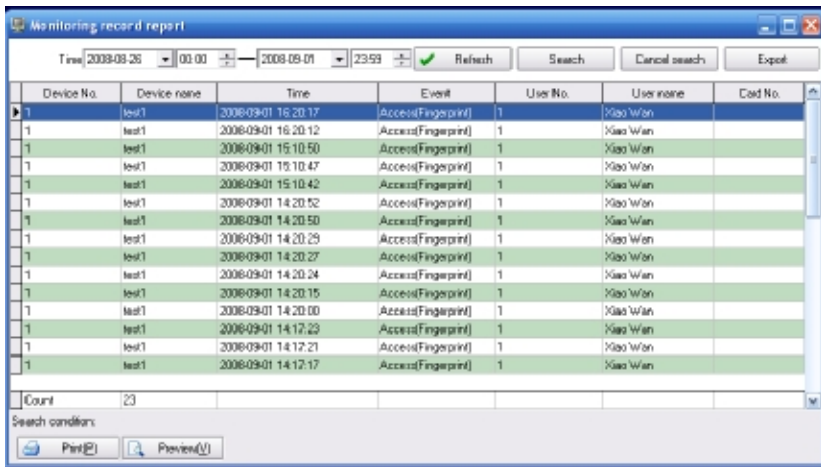 Monitoring record report
Time 2008-08-26 00:00 — 2008-09-01 23:59 Refresh Search Cancel search Export
Device No. Device name Time Event User No. User name Card No.
1 test1 2008-09-01 16:20:17 Access(Fingerprint) 1 Xiao Wan
1 test1 2008-09-01 16:20:12 Access(Fingerprint) 1 Xiao Wan
1 test1 2008-09-01 15:10:50 Access(Fingerprint) 1 Xiao Wan
1 test1 2008-09-01 15:10:47 Access(Fingerprint) 1 Xiao Wan
1 test1 2008-09-01 15:10:42 Access(Fingerprint) 1 Xiao Wan
1 test1 2008-09-01 14:20:52 Access(Fingerprint) 1 Xiao Wan
1 test1 2008-09-01 14:20:50 Access(Fingerprint) 1 Xiao Wan
1 test1 2008-09-01 14:20:29 Access(Fingerprint) 1 Xiao Wan
1 test1 2008-09-01 14:20:27 Access(Fingerprint) 1 Xiao Wan
1 test1 2008-09-01 14:20:24 Access(Fingerprint) 1 Xiao Wan
1 test1 2008-09-01 14:20:15 Access(Fingerprint) 1 Xiao Wan
1 test1 2008-09-01 14:20:00 Access(Fingerprint) 1 Xiao Wan
1 test1 2008-09-01 14:17:23 Access(Fingerprint) 1 Xiao Wan
1 test1 2008-09-01 14:17:21 Access(Fingerprint) 1 Xiao Wan
1 test1 2008-09-01 14:17:17 Access(Fingerprint) 1 Xiao Wan
Count 23
Search condition:
Print(P) Preview(V)